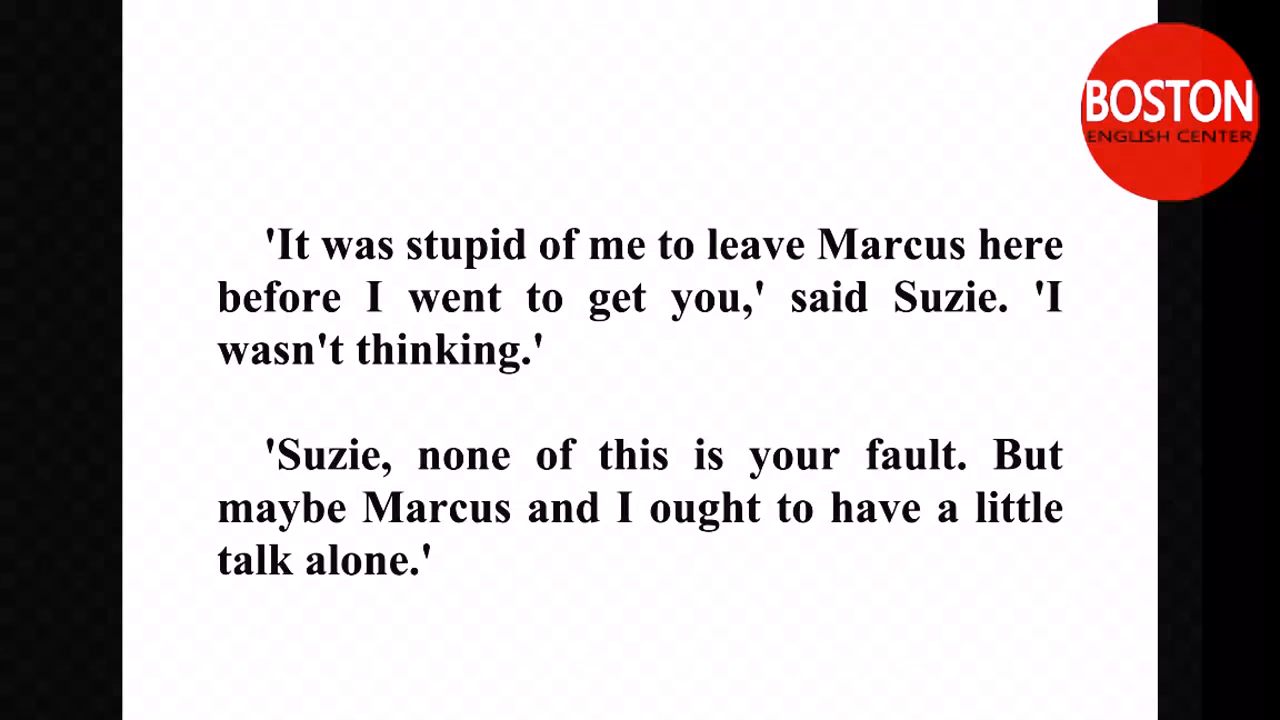 BOSTON
ENGLISH CENTER
'It was stupid of me to leave Marcus here
before I went to get you,' said Suzie. 'I
wasn't thinking.'
'Suzie, none of this is your fault. But
maybe Marcus and I ought to have a little
talk alone.'